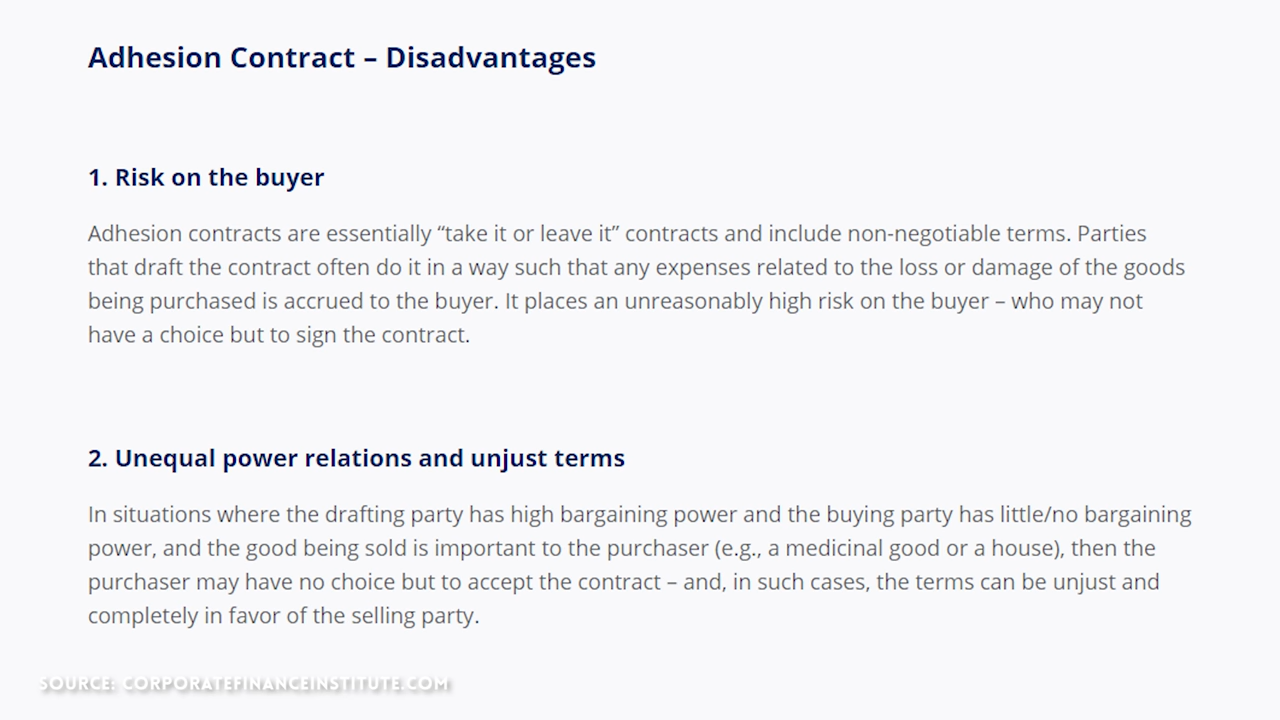 Adhesion Contract – Disadvantages
1. Risk on the buyer
Adhesion contracts are essentially “take it or leave it” contracts and include non-negotiable terms. Parties
that draft the contract often do it in a way such that any expenses related to the loss or damage of the goods
being purchased is accrued to the buyer. It places an unreasonably high risk on the buyer – who may not
have a choice but to sign the contract.
2. Unequal power relations and unjust terms
In situations where the drafting party has high bargaining power and the buying party has little/no bargaining
power, and the good being sold is important to the purchaser (e.g., a medicinal good or a house), then the
purchaser may have no choice but to accept the contract – and, in such cases, the terms can be unjust and
completely in favor of the selling party.
SOURCE: CORPORATEFINANCEINSTITUTE.COM